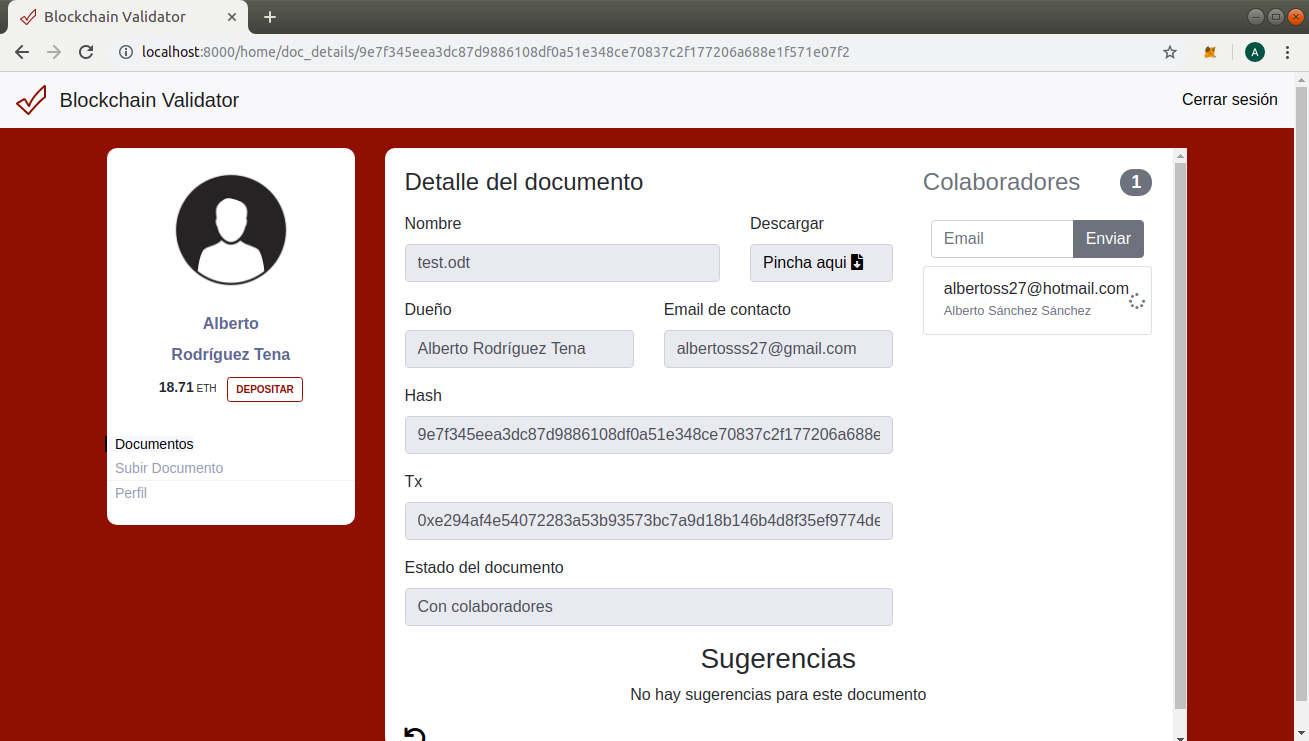 Blockchain Validator
localhost:8000/home/doc_details/9e7f345eea3dc87d9886108df0a51e348ce70837c2f177206a688e1f571e07f2
A
Blockchain Validator
Cerrar sesión
Alberto
Rodríguez Tena
18.71 ETH DEPOSITAR
Documentos
Subir Documento
Perfil
Detalle del documento
Nombre
Descargar
test.odt
Pincha aqui
Dueño
Email de contacto
Alberto Rodríguez Tena
albertosss27@gmail.com
Hash
9e7f345eea3dc87d9886108df0a51e348ce70837c2f177206a688e
Tx
0xe294af4e54072283a53b93573bc7a9d18b146b4d8f35ef9774de
Estado del documento
Con colaboradores
Sugerencias
No hay sugerencias para este documento
Colaboradores 1
Email
Enviar
albertoss27@hotmail.com
Alberto Sánchez Sánchez